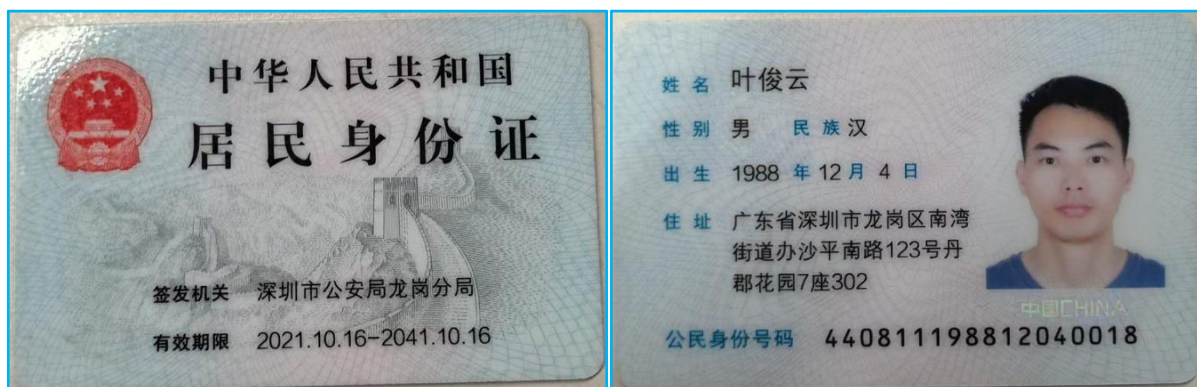 中华人民共和国
居民身份证
签发机关 深圳市公安局龙岗分局
有效期限 2021.10.16-2041.10.16
姓名 叶俊云
性别 男 民族 汉
出生 1988 年 12 月 4 日
住址 广东省深圳市龙岗区南湾
街道办沙平南路123号丹
郡花园7座302
中国CHINA
公民身份号码 440811198812040018